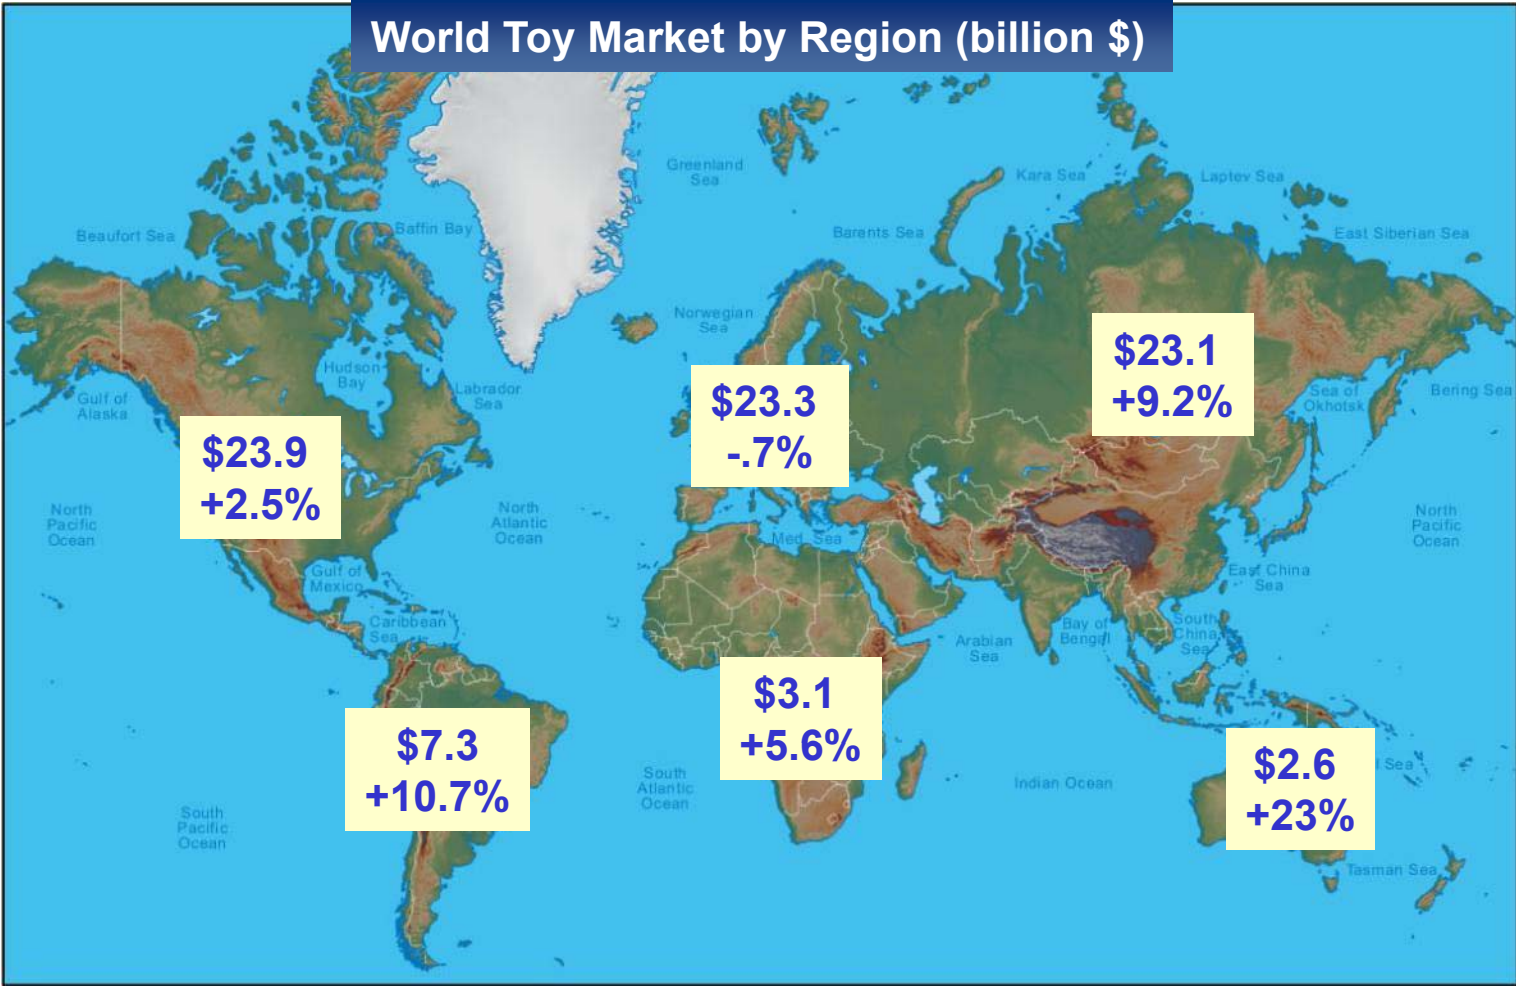 World Toy Market by Region (billion $)
Greenland
Sea
Kara Sea
Laptev Sea
Beaufort Sea
Baffin Bay
Barents Sea
East Siberian Sea
Norwegian
Sea
Hudson
Bay
Labrador
Sea
Gulf of
Alaska
$23.9
+2.5%
$23.3
-.7%
$23.1
+9.2%
Sea of
Okhotsk
Bering Sea
North
Pacific
Ocean
North
Atlantic
Ocean
Med. Sea
North
Pacific
Ocean
Gulf of
Mexico
East China
Sea
Caribbean
Sea
Arabian
Sea
Bay of
Bengal
South
China
Sea
$7.3
+10.7%
$3.1
+5.6%
$2.6
+23%
l Sea
South
Atlantic
Ocean
Indian Ocean
South
Pacific
Ocean
Tasman Sea